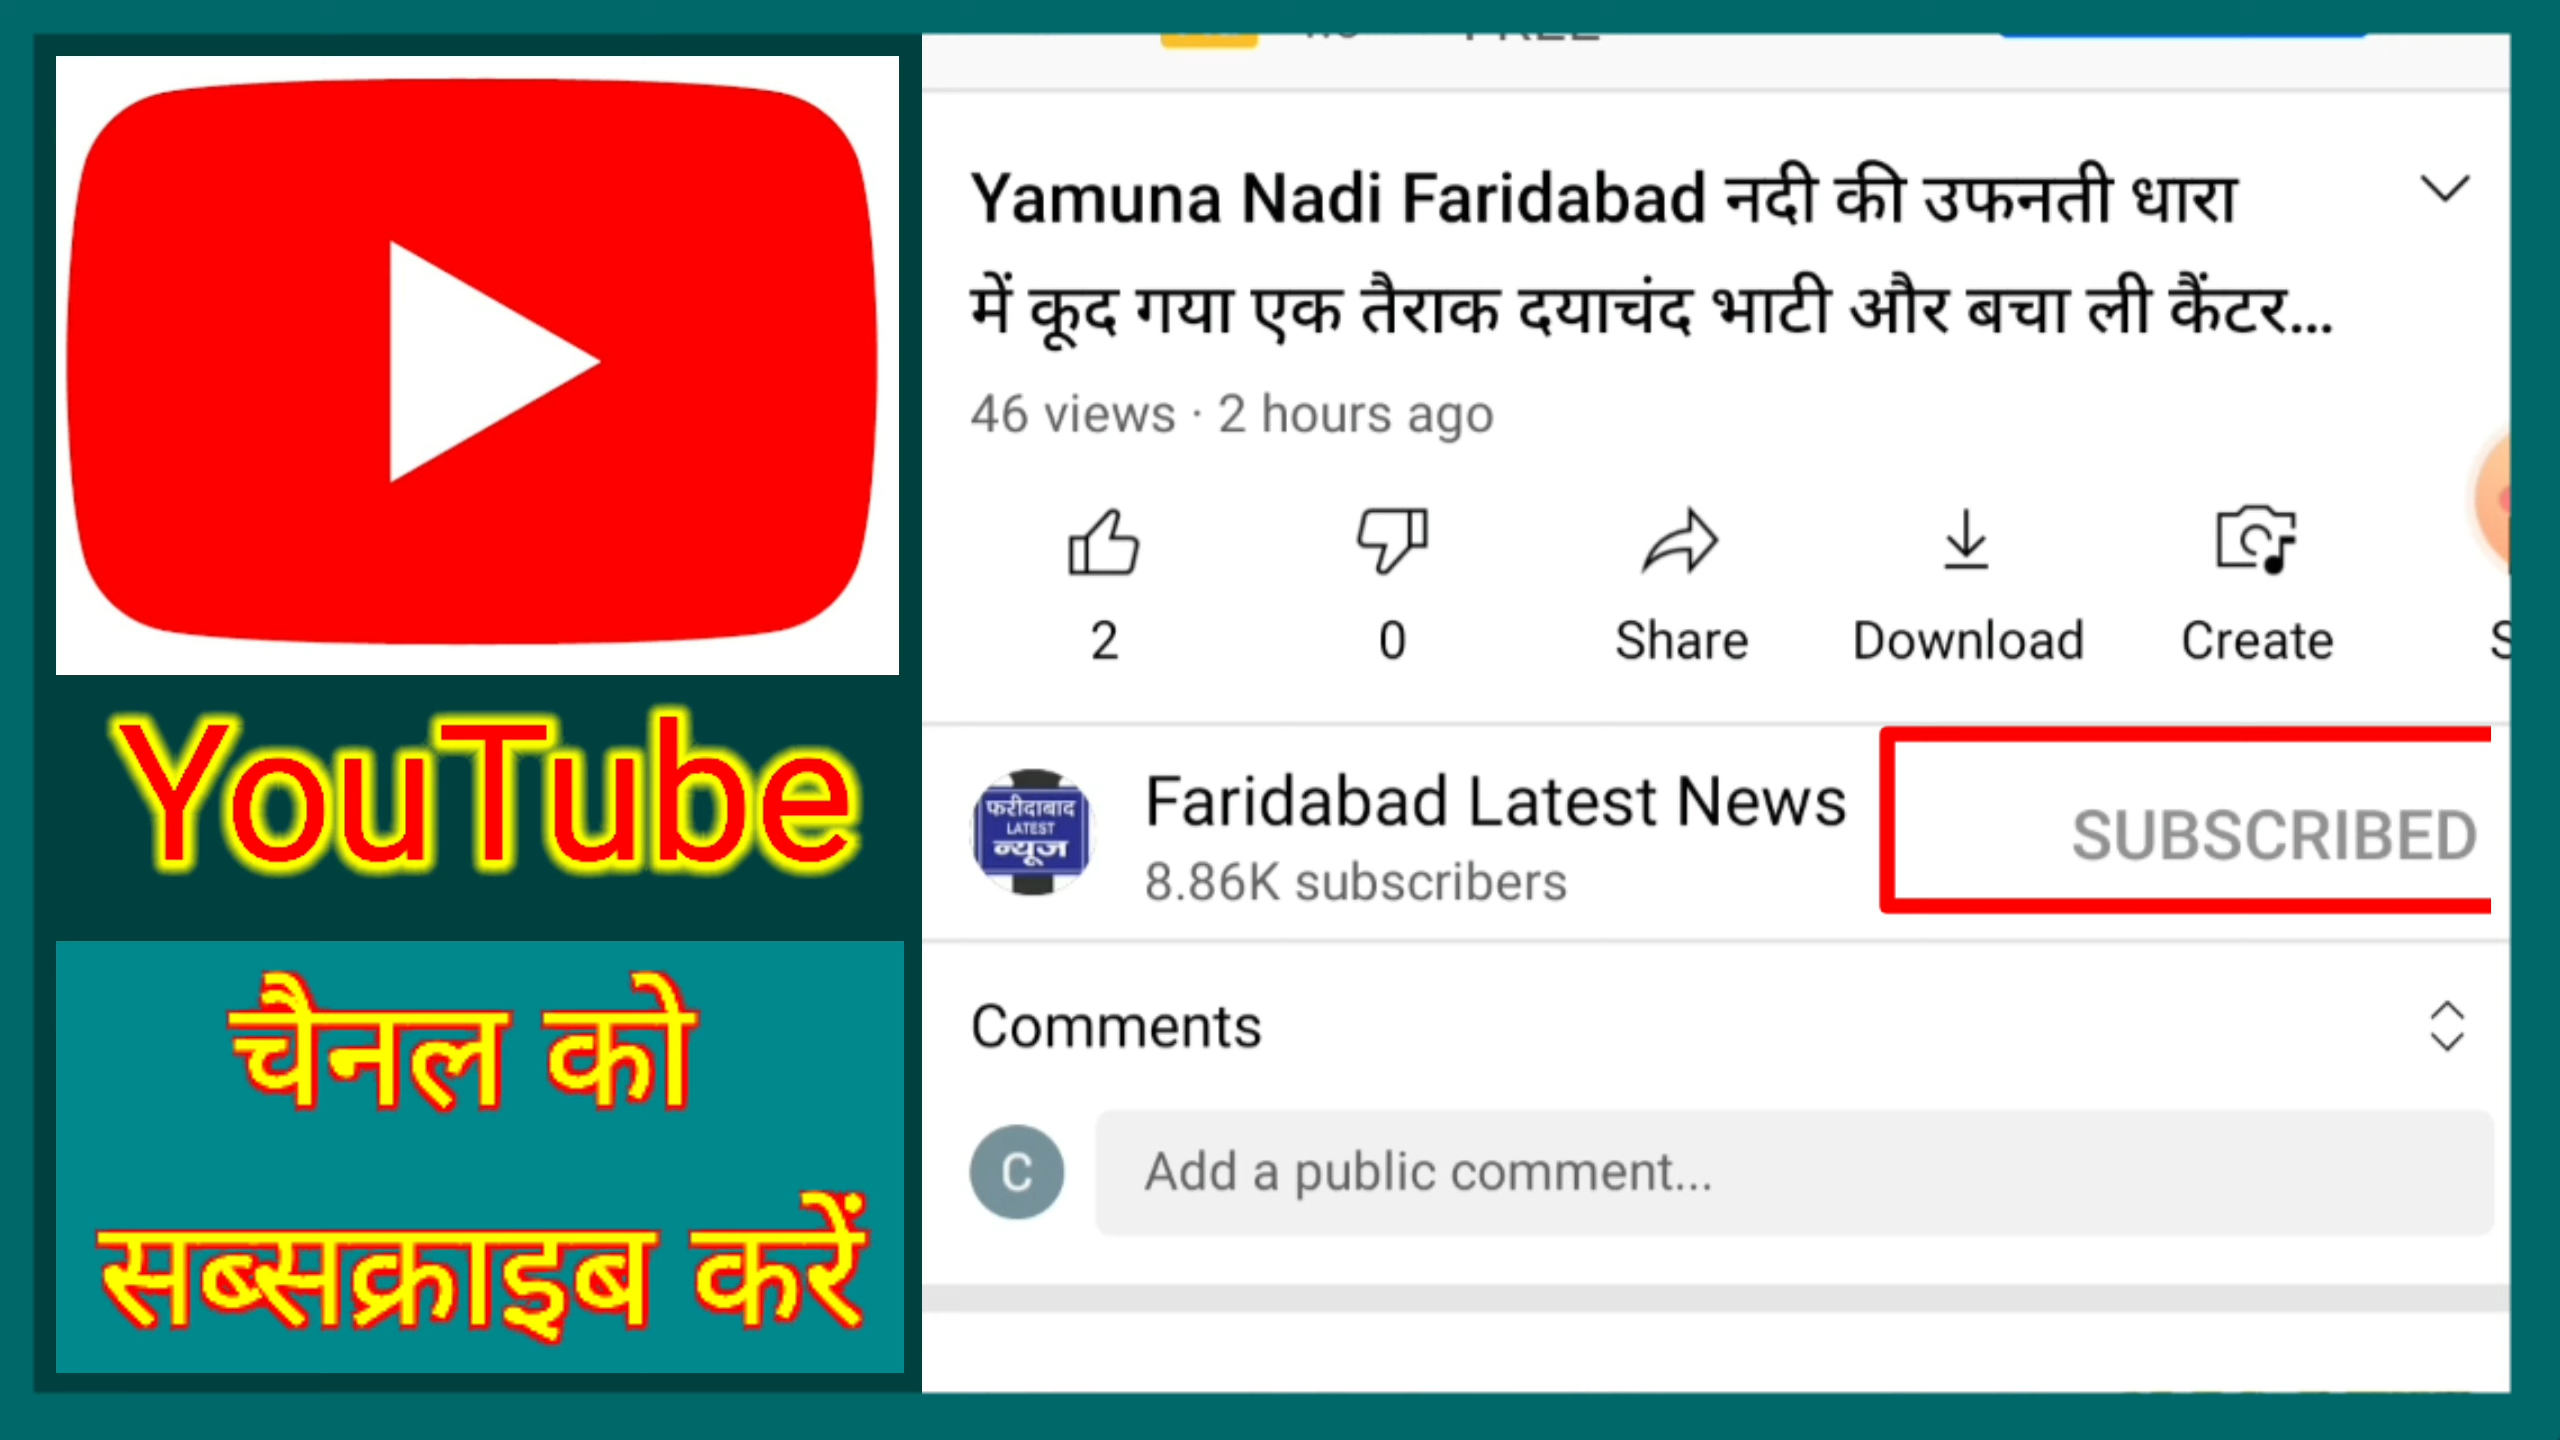 YouTube
चैनल को
सब्सक्राइब करें
FREE
Yamuna Nadi Faridabad नदी की उफनती धारा
में कूद गया एक तैराक दयाचंद भाटी और बचा ली कैंटर...
46 views · 2 hours ago
2
0
Share
Download
Create
फरीदाबाद
LATEST
न्यूज
Faridabad Latest News
8.86K subscribers
SUBSCRIBED
Comments
C
Add a public comment...